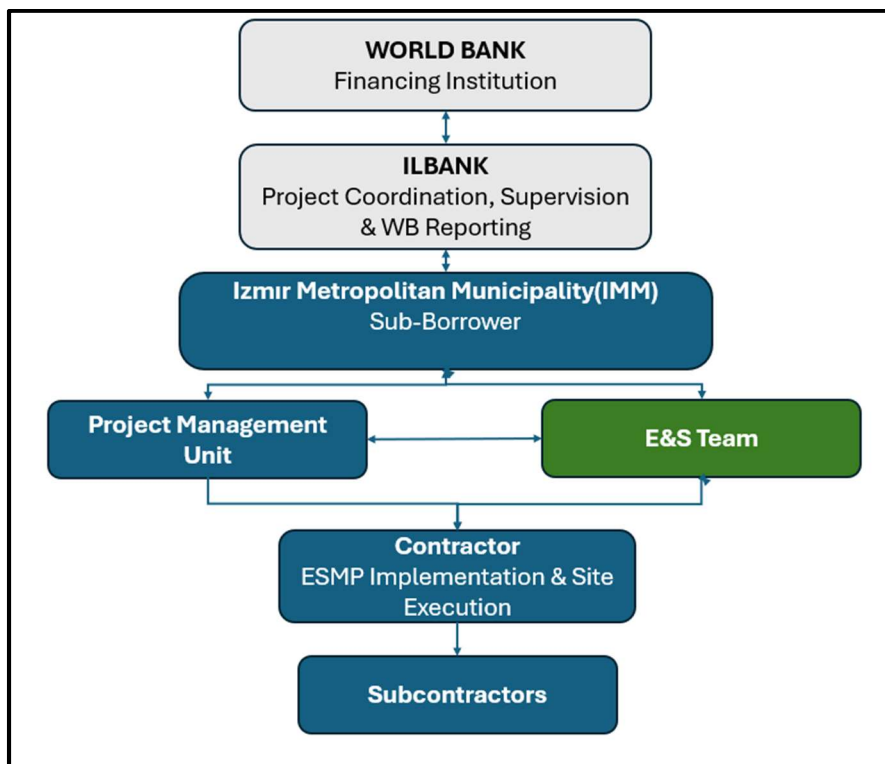 WORLD BANK
Financing Institution
ILBANK
Project Coordination, Supervision
& WB Reporting
Izmır Metropolitan Municipality(IMM)
Sub-Borrower
Project Management
Unit
E&S Team
Contractor
ESMP Implementation & Site
Execution
Subcontractors